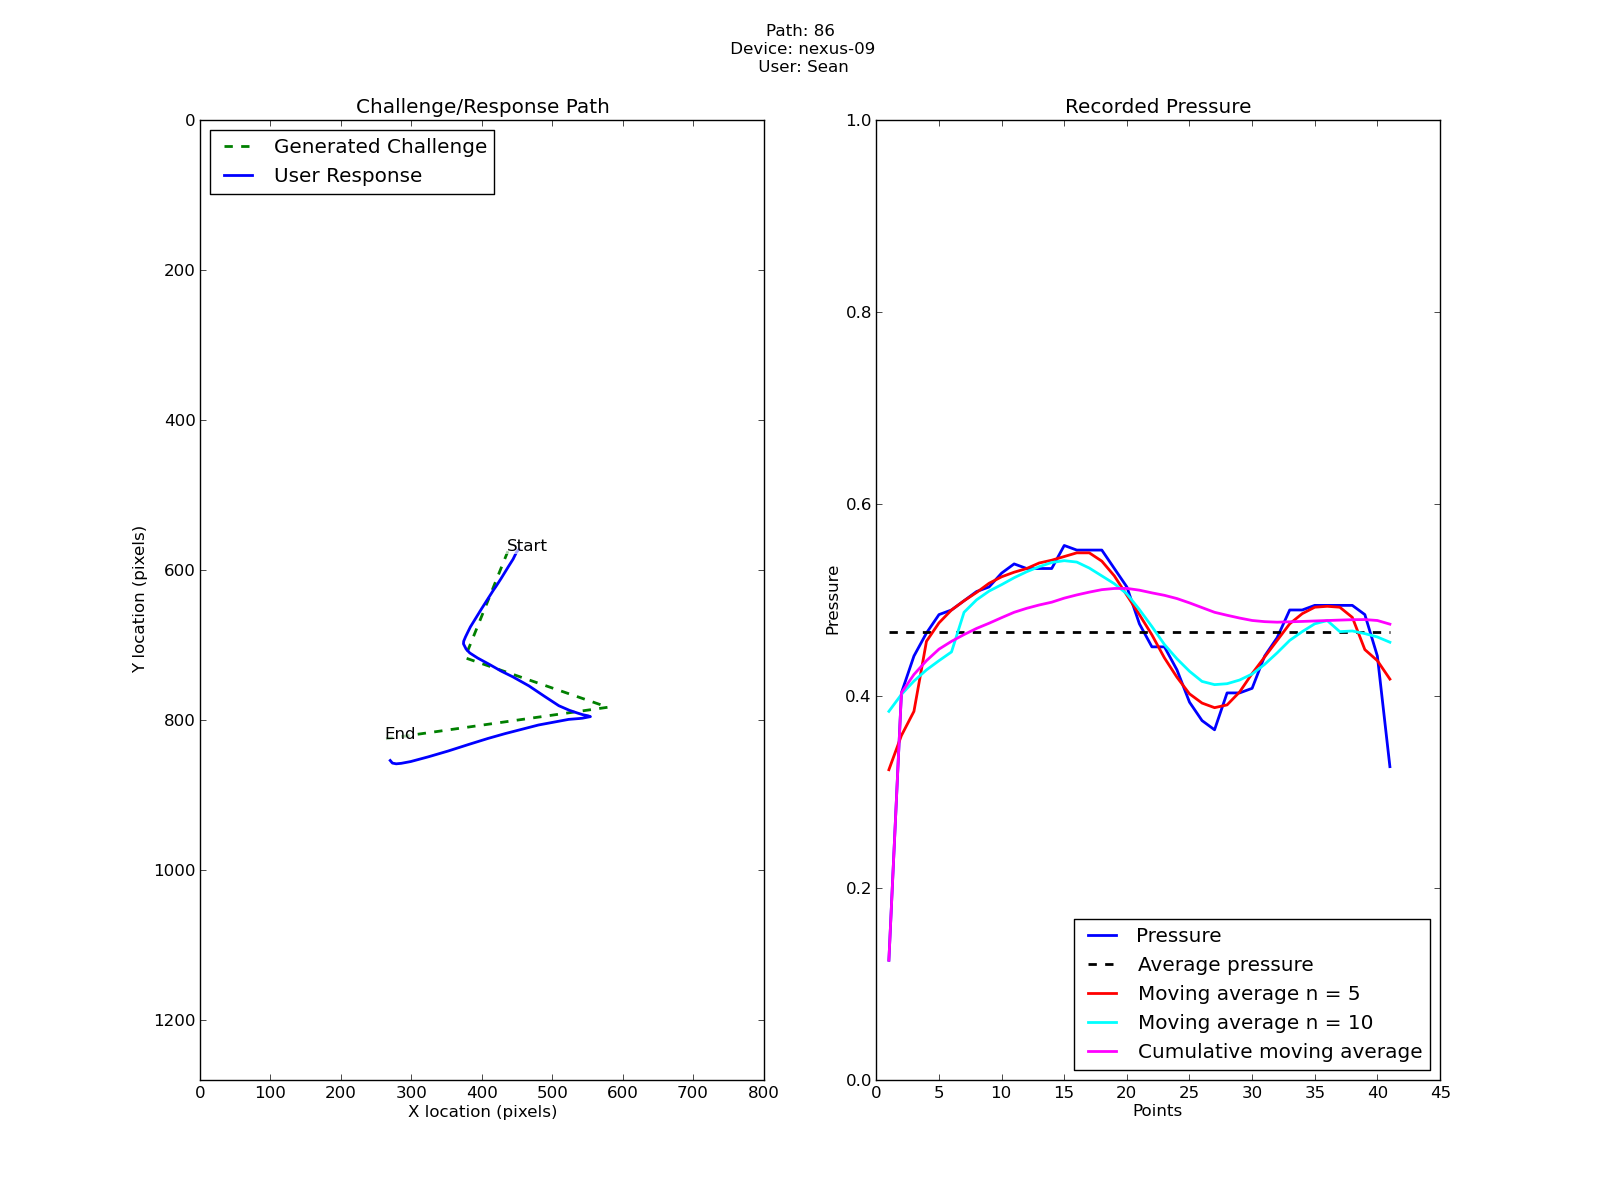 Path: 86
Device: nexus-09
User: Sean
Challenge/Response Path
Generated Challenge
User Response
0
200
400
600
800
1000
1200
Y location (pixels)
Start
End
0 100 200 300 400 500 600 700 800
X location (pixels)
Recorded Pressure
1.0
0.8
0.6
0.4
0.2
0.0
Pressure
Pressure
Average pressure
Moving average n = 5
Moving average n = 10
Cumulative moving average
0 5 10 15 20 25 30 35 40 45
Points